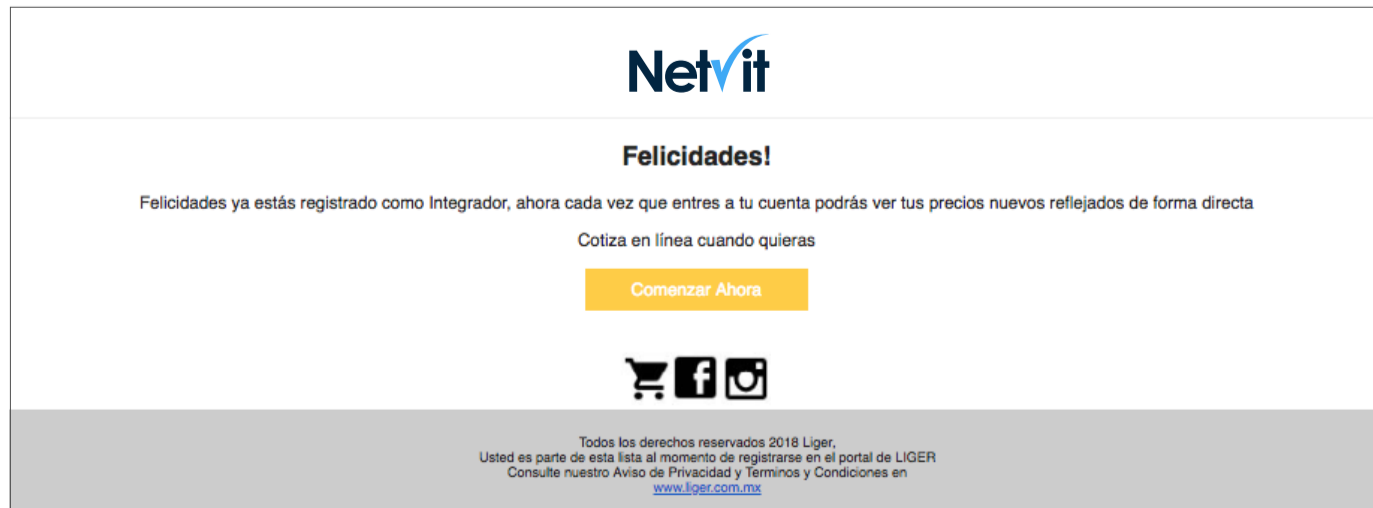 Netvit
Felicidades!
Felicidades ya estás registrado como Integrador, ahora cada vez que entres a tu cuenta podrás ver tus precios nuevos reflejados de forma directa
Cotiza en línea cuando quieras
Comenzar Ahora
Todos los derechos reservados 2018 Liger,
Usted es parte de esta lista al momento de registrarse en el portal de LIGER
Consulte nuestro Aviso de Privacidad y Terminos y Condiciones en
www.liger.com.mx